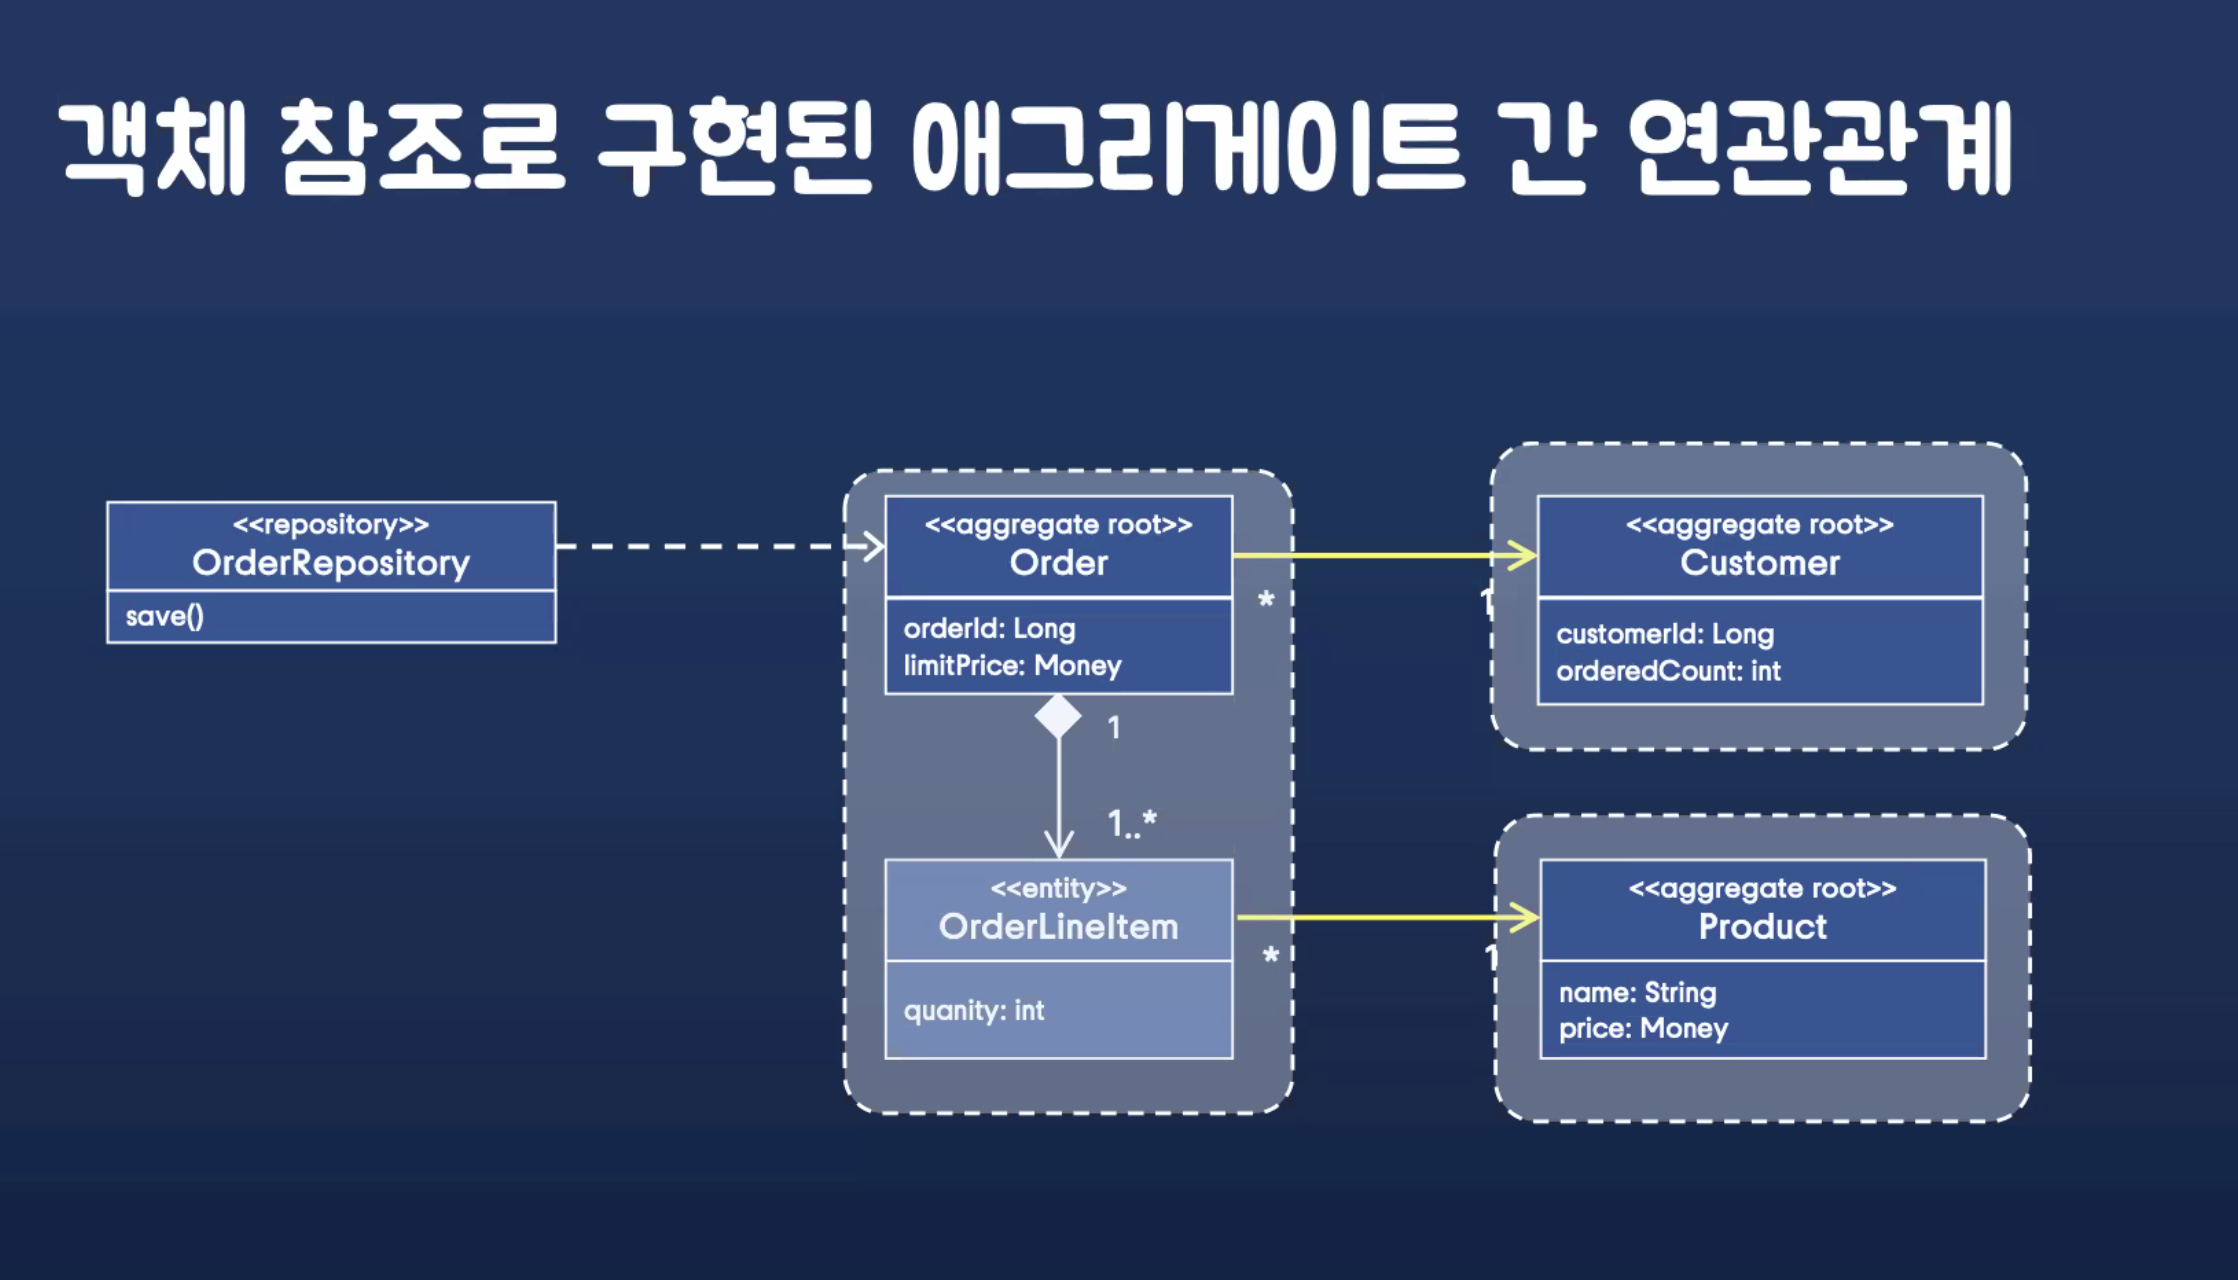 객체 참조로 구현된 애그리게이트 간 연관관계
<<repository>>
OrderRepository
save()
<<aggregate root>>
Order
orderId: Long
limitPrice: Money
*
1
<<aggregate root>>
Customer
customerId: Long
orderedCount: int
1
1..*
<<entity>>
OrderLineItem
quanity: int
*
1
<<aggregate root>>
Product
name: String
price: Money